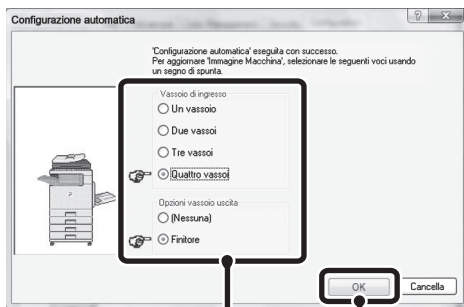 Configurazione automatica
'Configurazione automatica' eseguita con successo.
Per aggiornare 'Immagine Macchina', selezionare le seguenti voci usando
un segno di spunta.
Vassoio di ingresso
Un vassoio
Due vassoi
Tre vassoi
Quattro vassoi
Opzioni vassoio uscita
(Nessuna)
Finitore
OK
Cancella